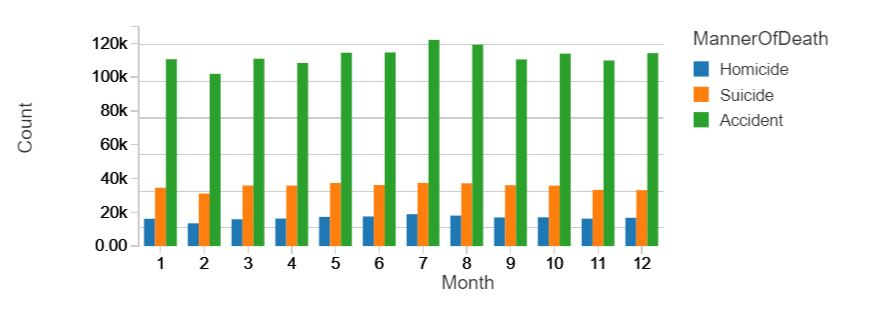 MannerOfDeath
Homicide
Suicide
Accident
Count
120k
100k
80k
60k
40k
20k
0.00
1 2 3 4 5 6 7 8 9 10 11 12
Month